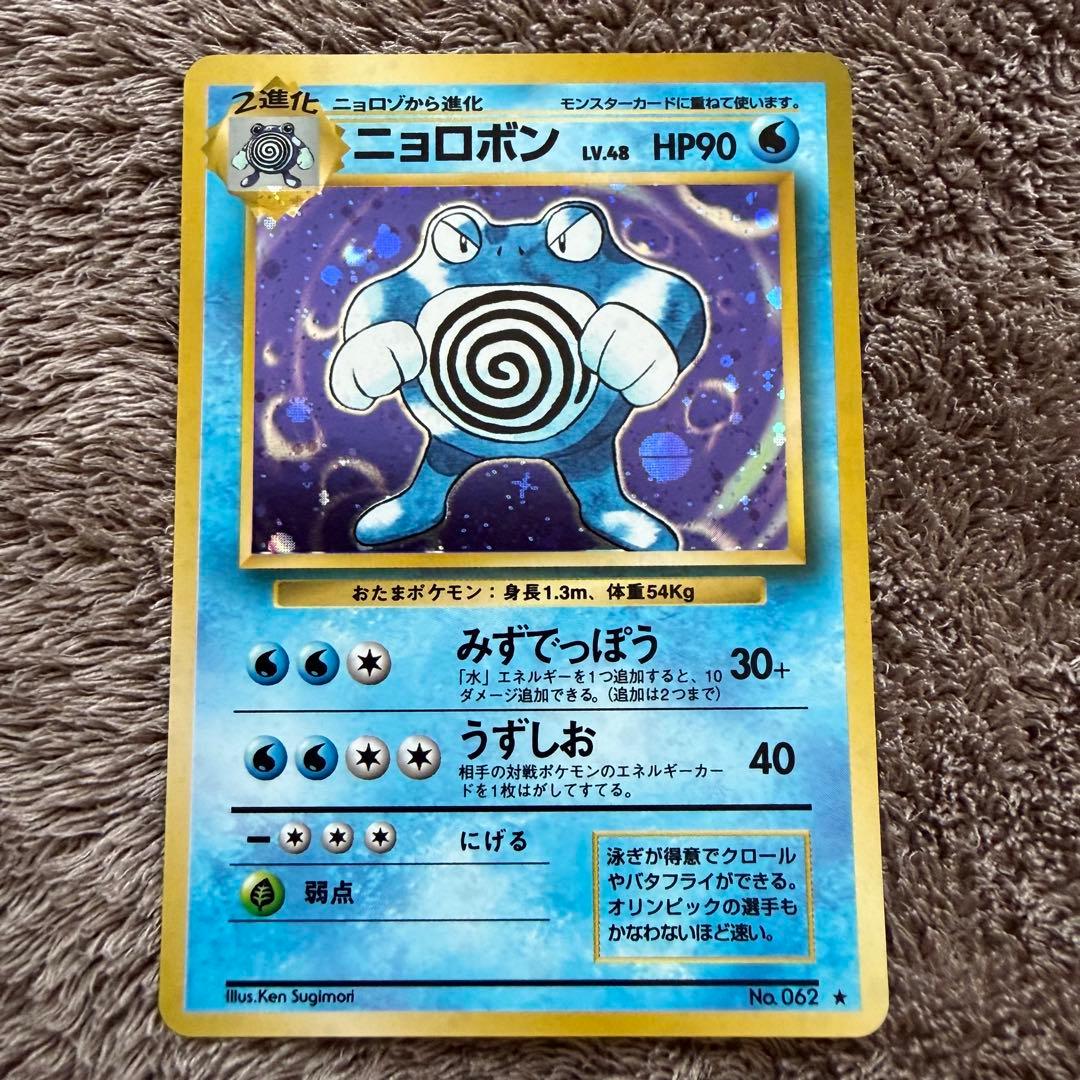 2進化
ニョロゾから進化
モンスターカードに重ねて使います。
ニョロボン LV.48 HP90
おたまポケモン：身長1.3m、体重54Kg
みずでっぽう 30+
「水」エネルギーを1つ追加すると、10
ダメージ追加できる。(追加は2つまで)
うずしお 40
相手の対戦ポケモンのエネルギーカー
ドを1枚はがしてすてる。
ー にげる
弱点
泳ぎが得意でクロール
やバタフライができる。
オリンピックの選手も
かなわないほど速い。
Illus.Ken Sugimori
No.062 ★